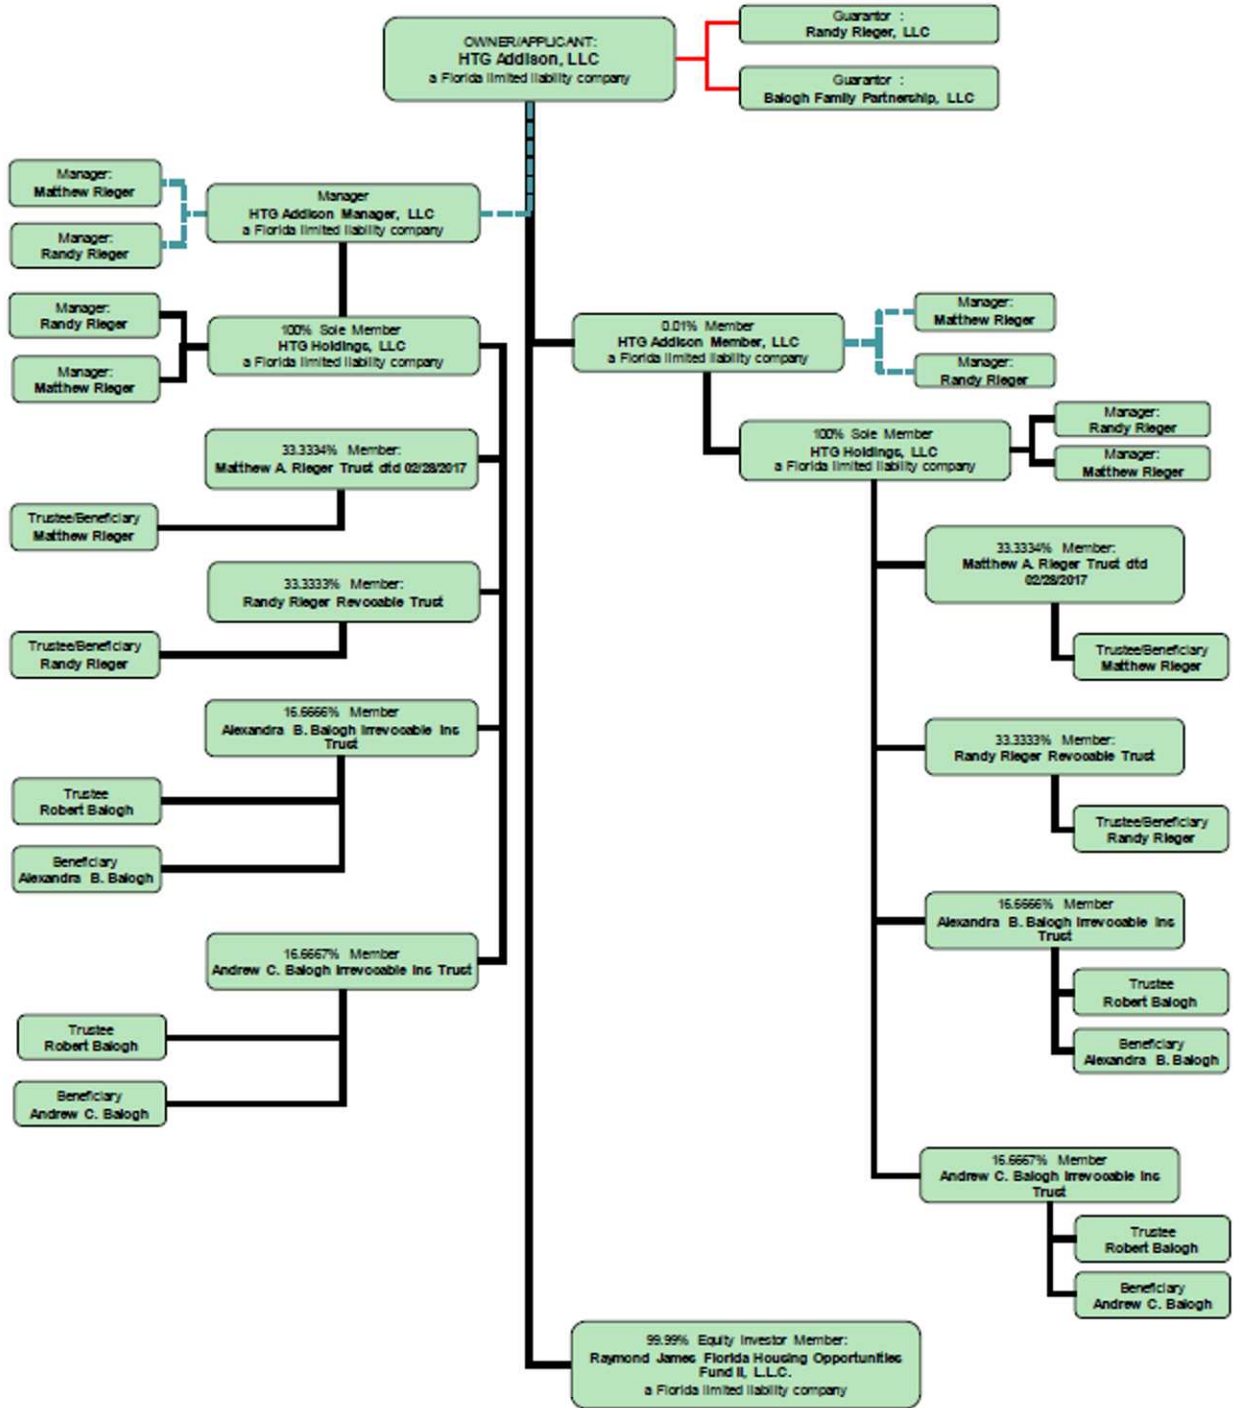 OWNER/APPLICANT:
HTG Addison, LLC
a Florida limited liability company
Guarantor :
Randy Rieger, LLC
Guarantor :
Balogh Family Partnership, LLC
Manager:
Matthew Rieger
Manager:
Randy Rieger
Manager
HTG Addison Manager, LLC
a Florida limited liability company
Manager:
Randy Rieger
Manager:
Matthew Rieger
100% Sole Member
HTG Holdings, LLC
a Florida limited liability company
33.3334% Member:
Matthew A. Rieger Trust dtd 02/28/2017
Trustee/Beneficiary
Matthew Rieger
33.3333% Member:
Randy Rieger Revocable Trust
Trustee/Beneficiary
Randy Rieger
16.6666% Member
Alexandra B. Balogh Irrevocable Ins
Trust
Trustee
Robert Balogh
Beneficiary
Alexandra B. Balogh
16.6667% Member
Andrew C. Balogh Irrevocable Ins Trust
Trustee
Robert Balogh
Beneficiary
Andrew C. Balogh
0.01% Member
HTG Addison Member, LLC
a Florida limited liability company
Manager:
Matthew Rieger
Manager:
Randy Rieger
100% Sole Member
HTG Holdings, LLC
a Florida limited liability company
Manager:
Randy Rieger
Manager:
Matthew Rieger
33.3334% Member:
Matthew A. Rieger Trust dtd
02/28/2017
Trustee/Beneficiary
Matthew Rieger
33.3333% Member:
Randy Rieger Revocable Trust
Trustee/Beneficiary
Randy Rieger
16.6666% Member
Alexandra B. Balogh Irrevocable Ins
Trust
Trustee
Robert Balogh
Beneficiary
Alexandra B. Balogh
16.6667% Member
Andrew C. Balogh Irrevocable Ins
Trust
Trustee
Robert Balogh
Beneficiary
Andrew C. Balogh
99.99% Equity Investor Member:
Raymond James Florida Housing Opportunities
Fund II, L.L.C.
a Florida limited liability company